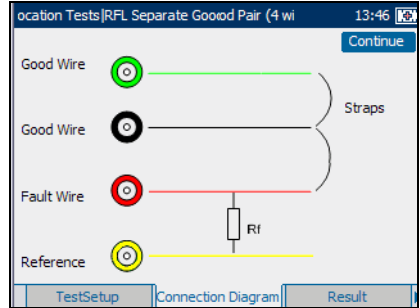 ocation Tests|RFL Separate Gooxod Pair (4 wi 13:46
Continue
Good Wire
Straps
Good Wire
Fault Wire
Rf
Reference
TestSetup Connection Diagram Result